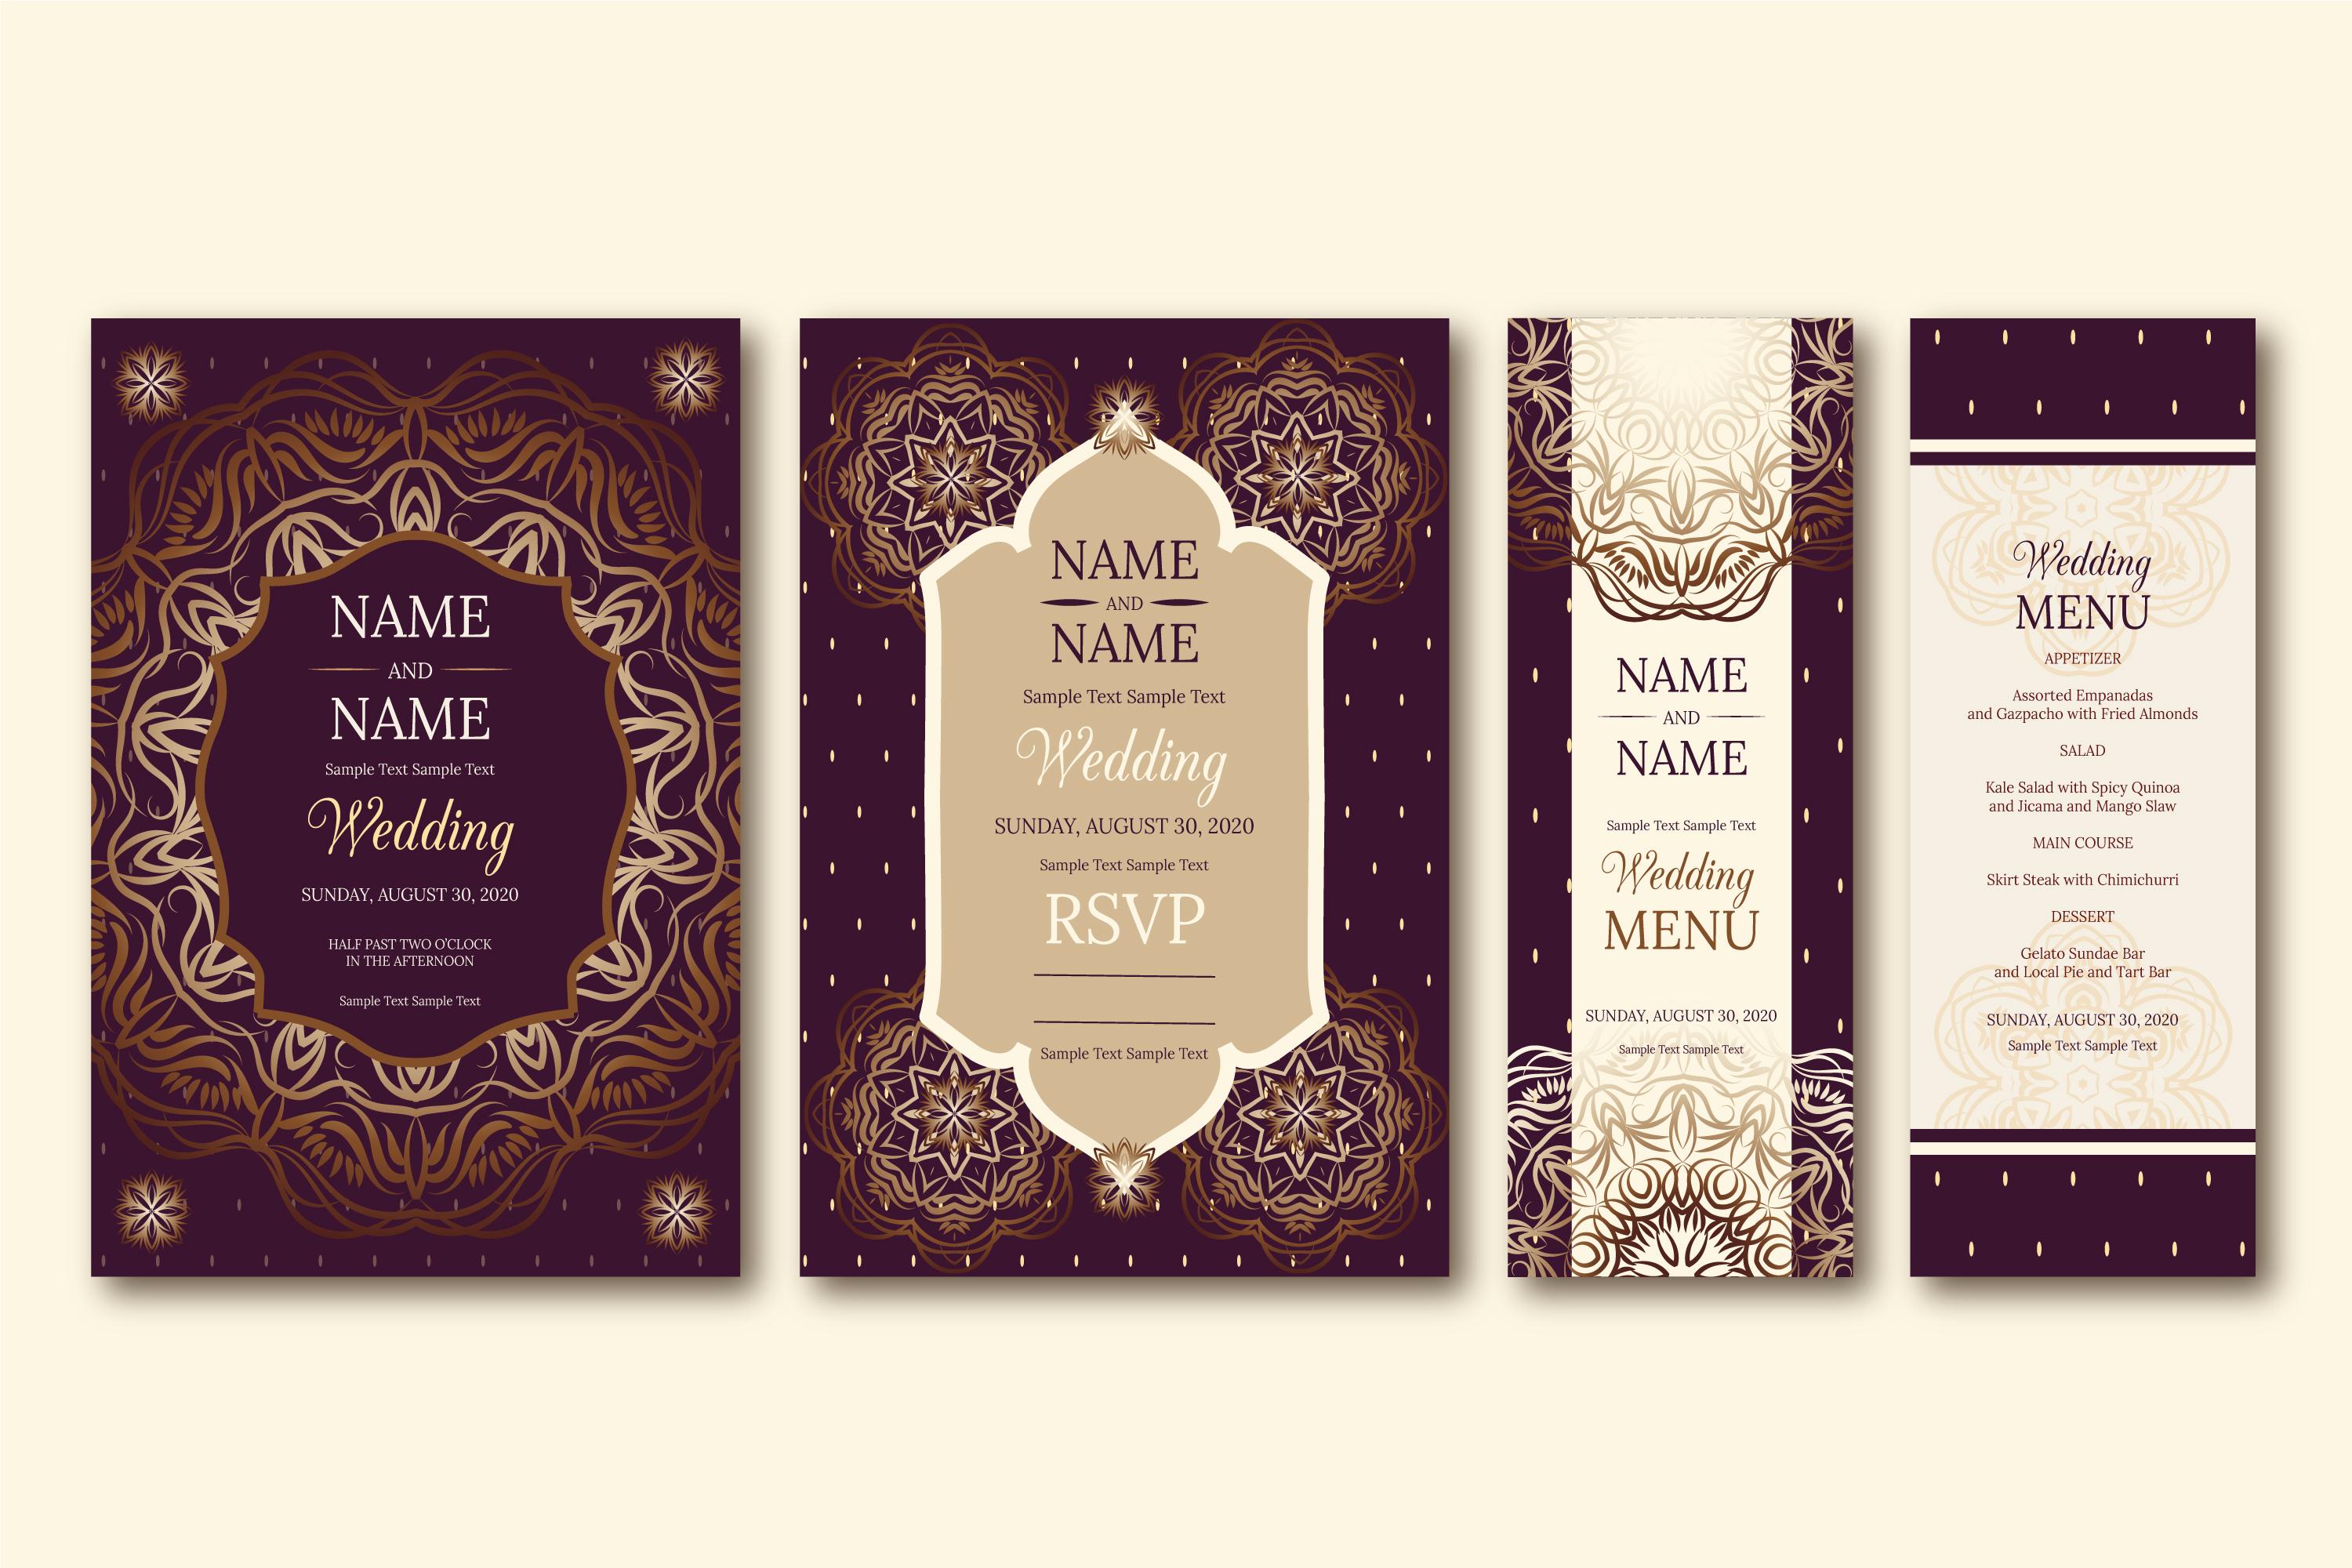 NAME
AND
NAME
Sample Text Sample Text
Wedding
SUNDAY, AUGUST 30, 2020
HALF PAST TWO O'CLOCK
IN THE AFTERNOON
Sample Text Sample Text
NAME
AND
NAME
Sample Text Sample Text
Wedding
SUNDAY, AUGUST 30, 2020
Sample Text Sample Text
RSVP
Sample Text Sample Text
NAME
AND
NAME
Sample Text Sample Text
Wedding
MENU
SUNDAY, AUGUST 30, 2020
Sample Text Sample Text
Wedding
MENU
APPETIZER
Assorted Empanadas
and Gazpacho with Fried Almonds
SALAD
Kale Salad with Spicy Quinoa
and Jicama and Mango Slaw
MAIN COURSE
Skirt Steak with Chimichurri
DESSERT
Gelato Sundae Bar
and Local Pie and Tart Bar
SUNDAY, AUGUST 30, 2020
Sample Text Sample Text